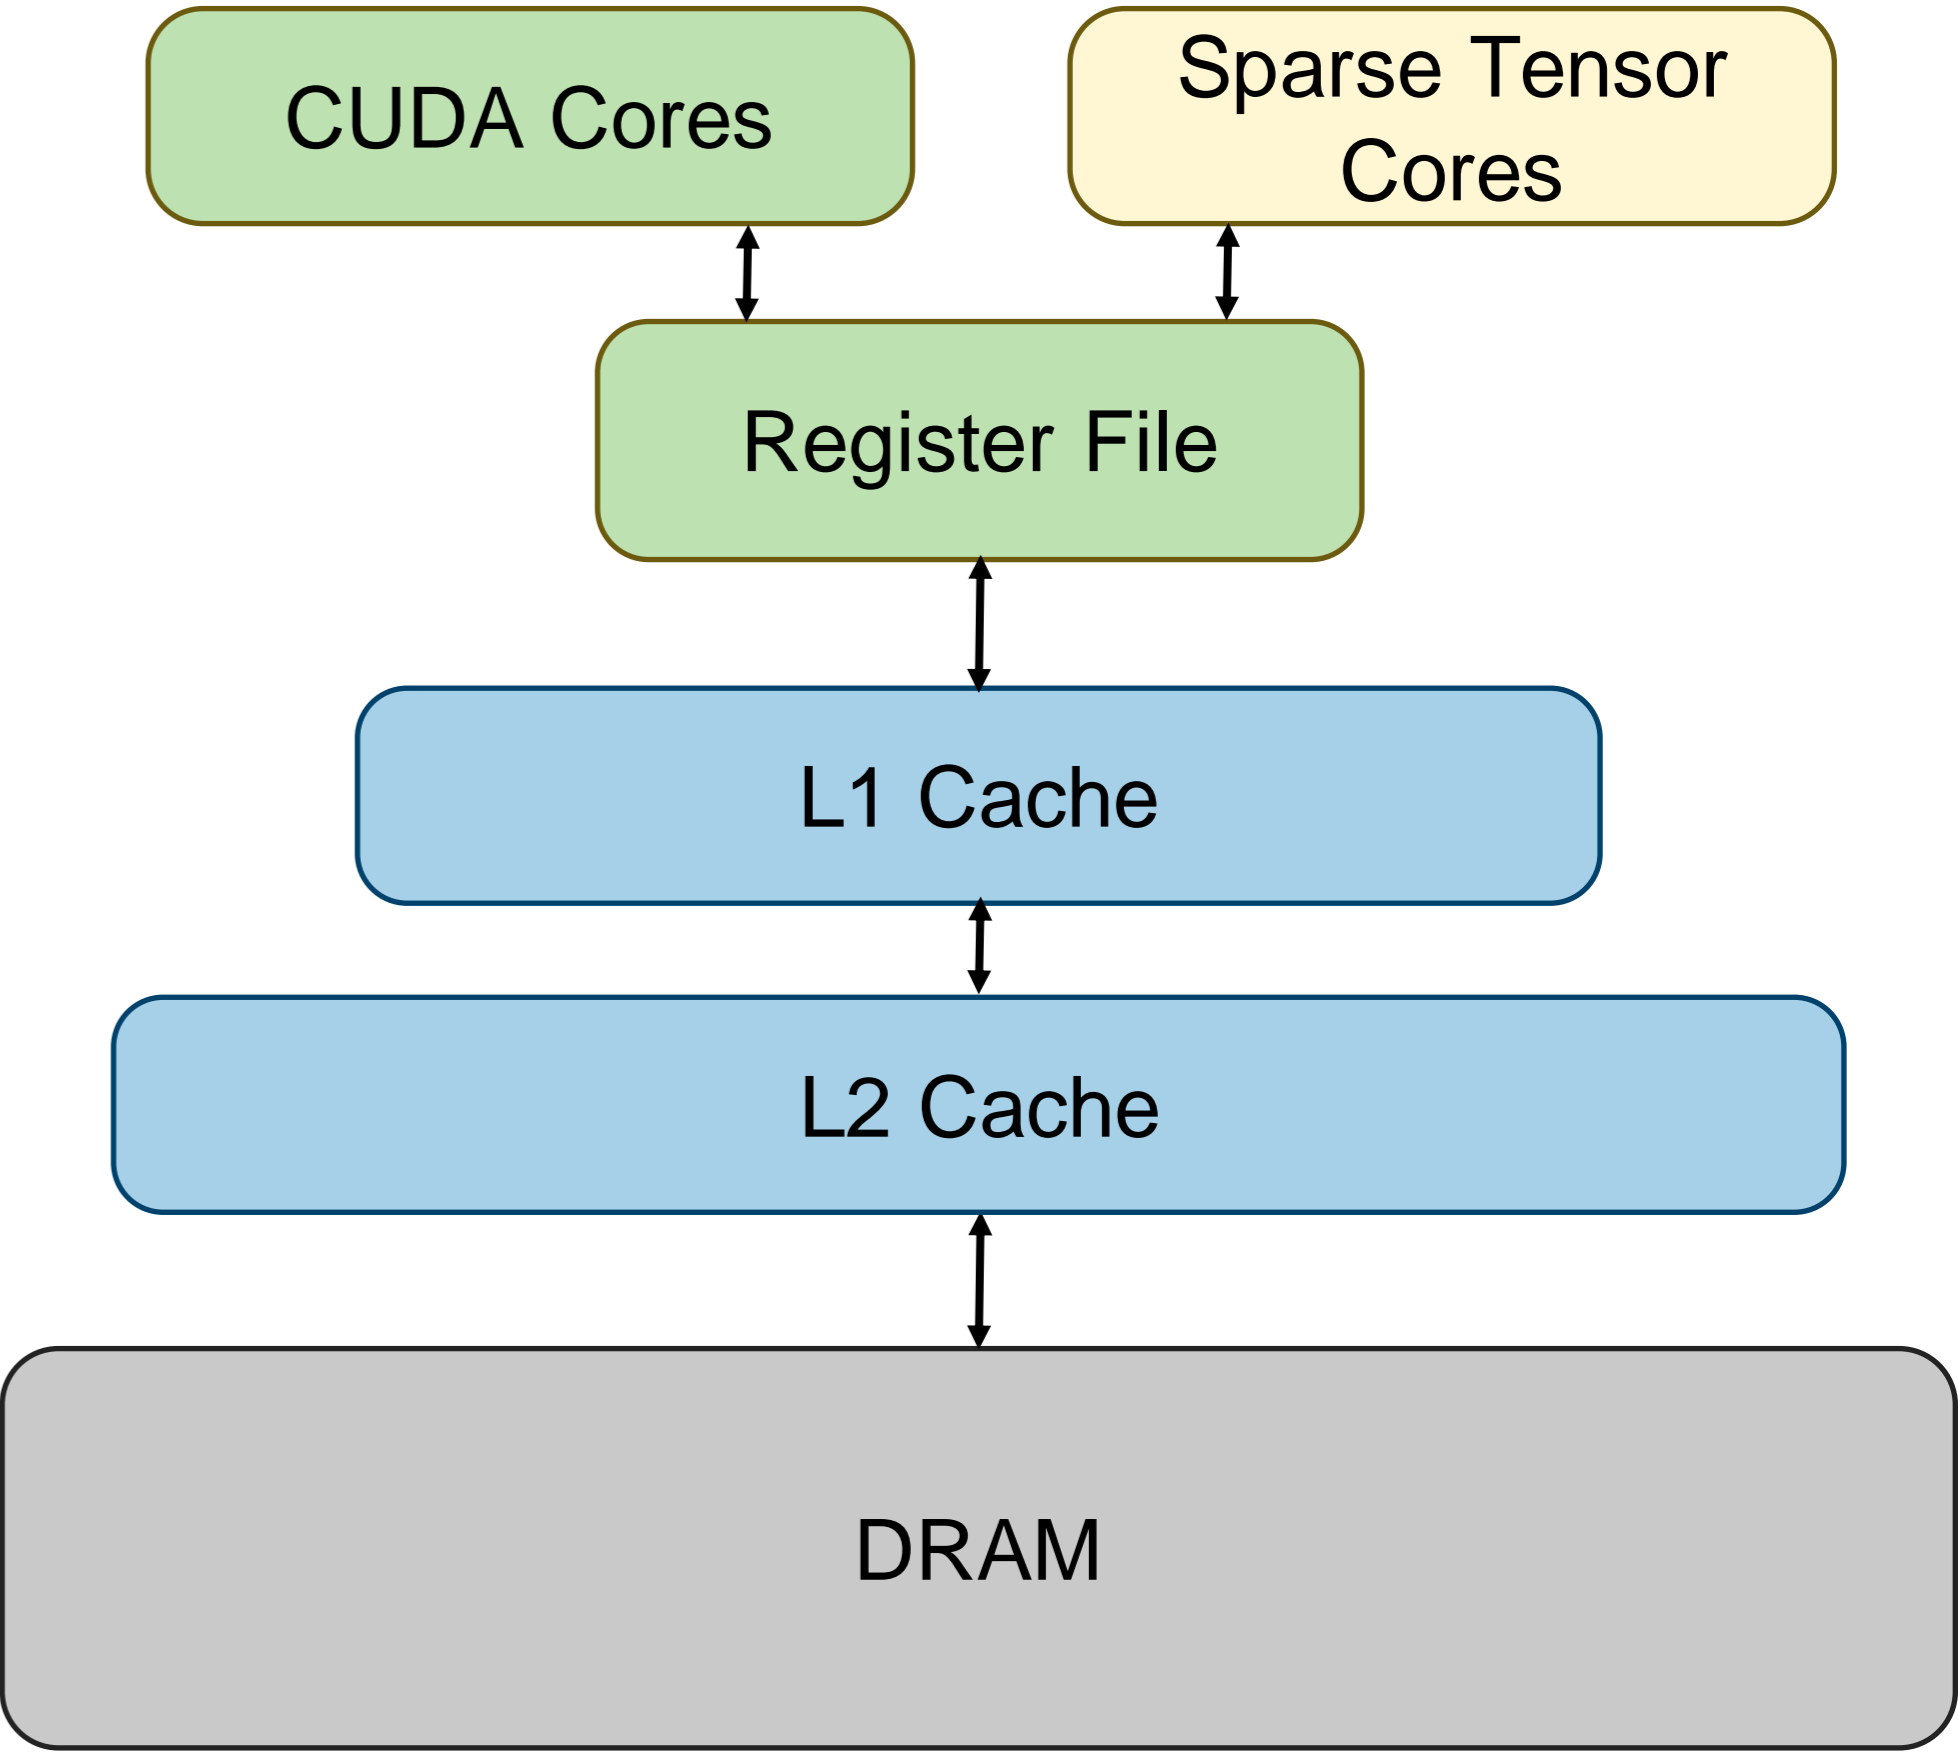 CUDA Cores
Sparse Tensor
Cores
Register File
L1 Cache
L2 Cache
DRAM